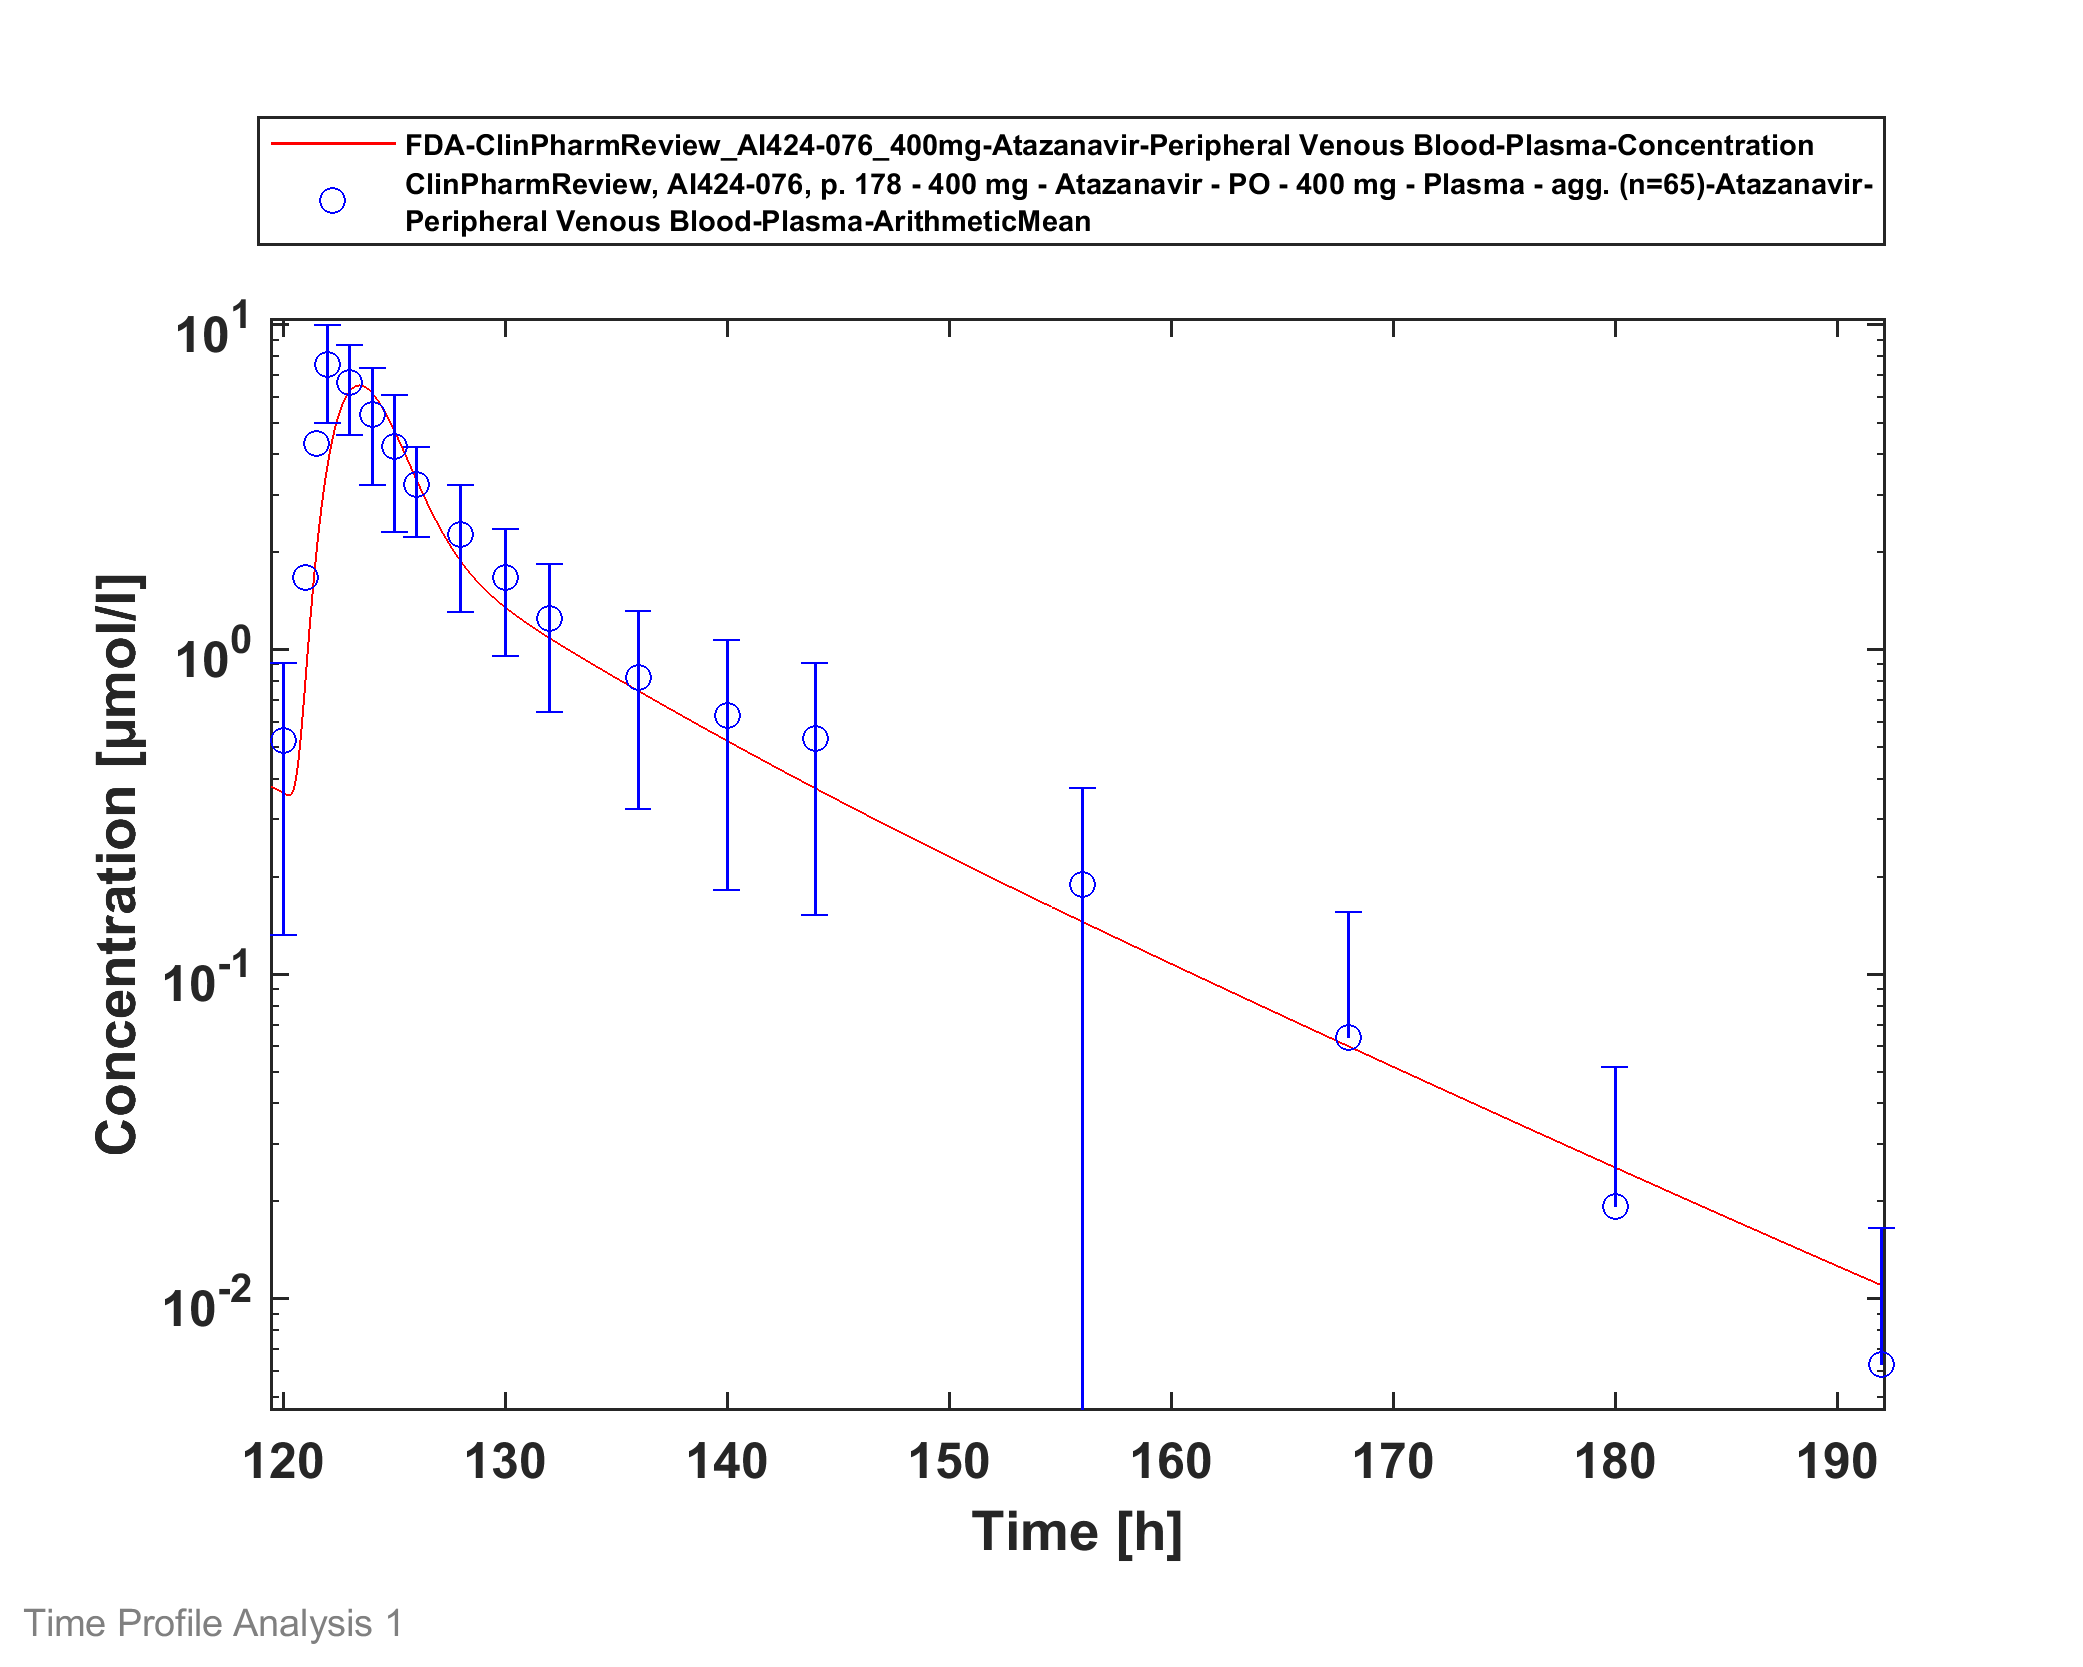 FDA-ClinPharmReview_AI424-076_400mg-Atazanavir-Peripheral Venous Blood-Plasma-Concentration
ClinPharmReview, AI424-076, p. 178 - 400 mg - Atazanavir - PO - 400 mg - Plasma - agg. (n=65)-Atazanavir-
Peripheral Venous Blood-Plasma-ArithmeticMean
10^1
10^0
10^-1
10^-2
Concentration [µmol/l]
120 130 140 150 160 170 180 190
Time [h]
Time Profile Analysis 1